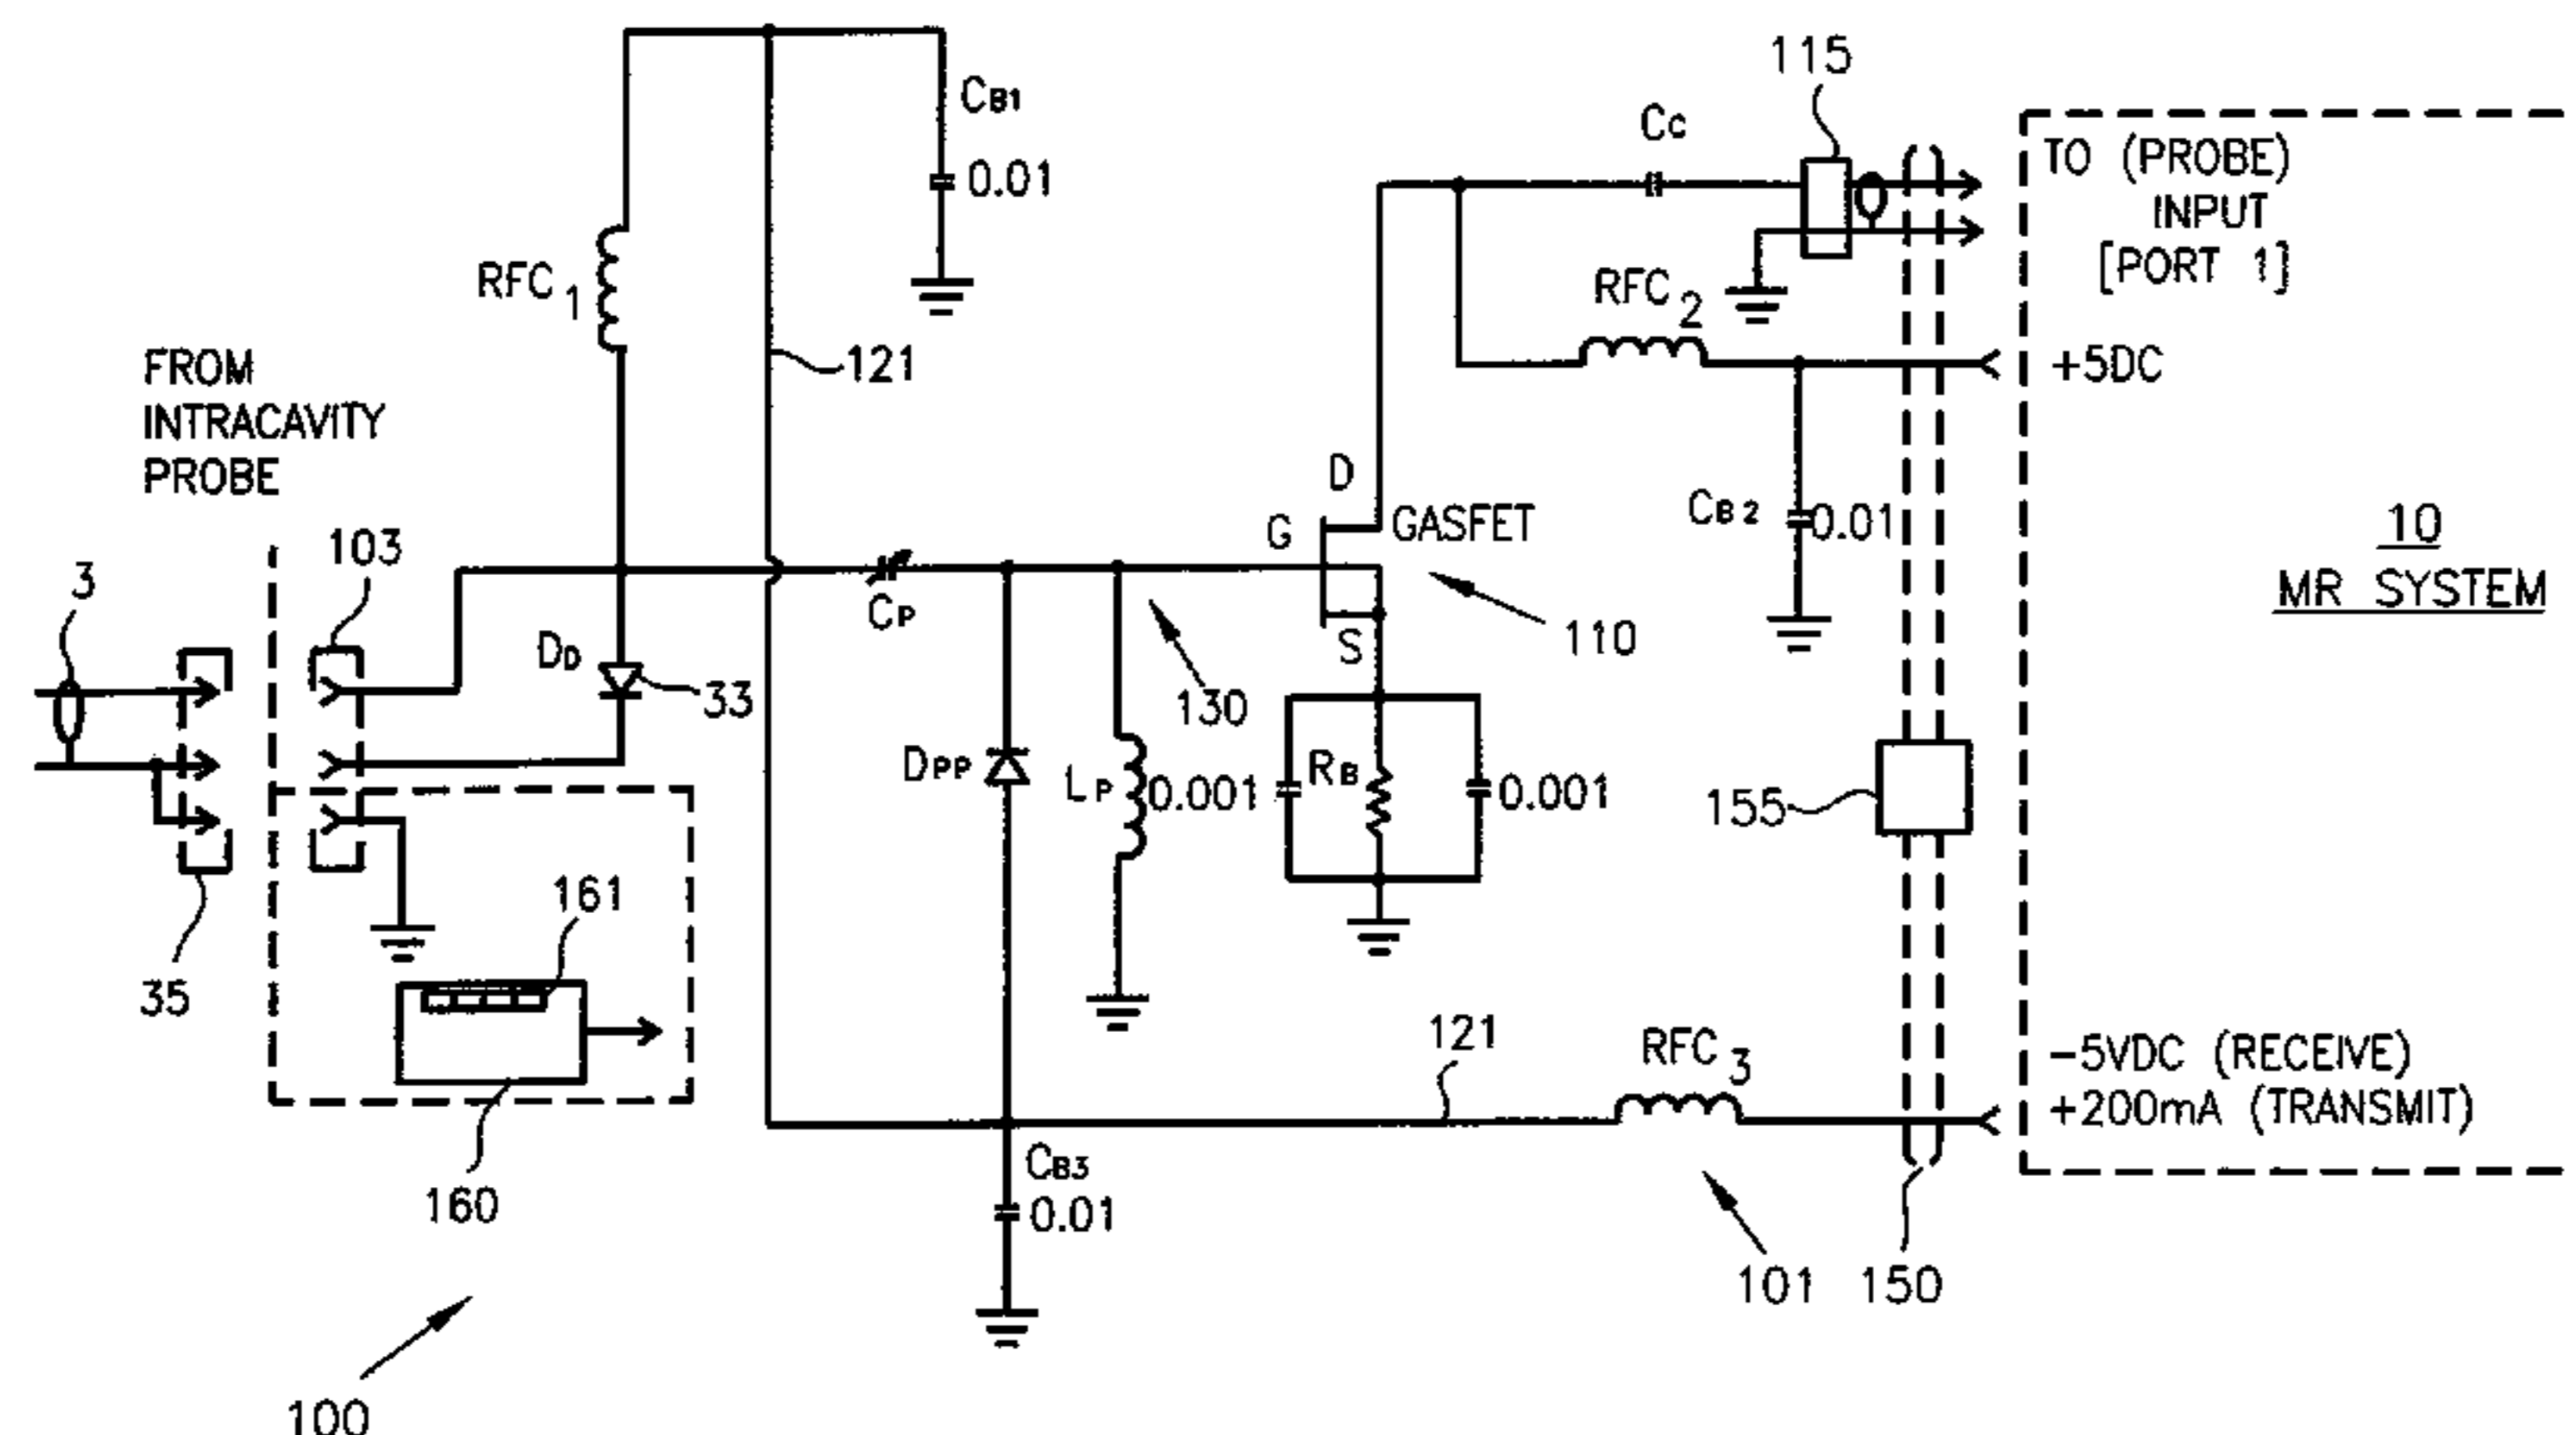 115
CB1
CC
0.01
TO (PROBE)
INPUT
[PORT 1]
RFC1
RFC2
121
+5DC
FROM
INTRACAVITY
PROBE
D
G
GASFET
CB2
0.01
10
MR SYSTEM
103
3
CP
S
110
DD
33
130
DPP
LP
0.001
RB
0.001
155
161
35
121
RFC3
-5VDC (RECEIVE)
+200mA (TRANSMIT)
CB3
0.01
160
101
150
100